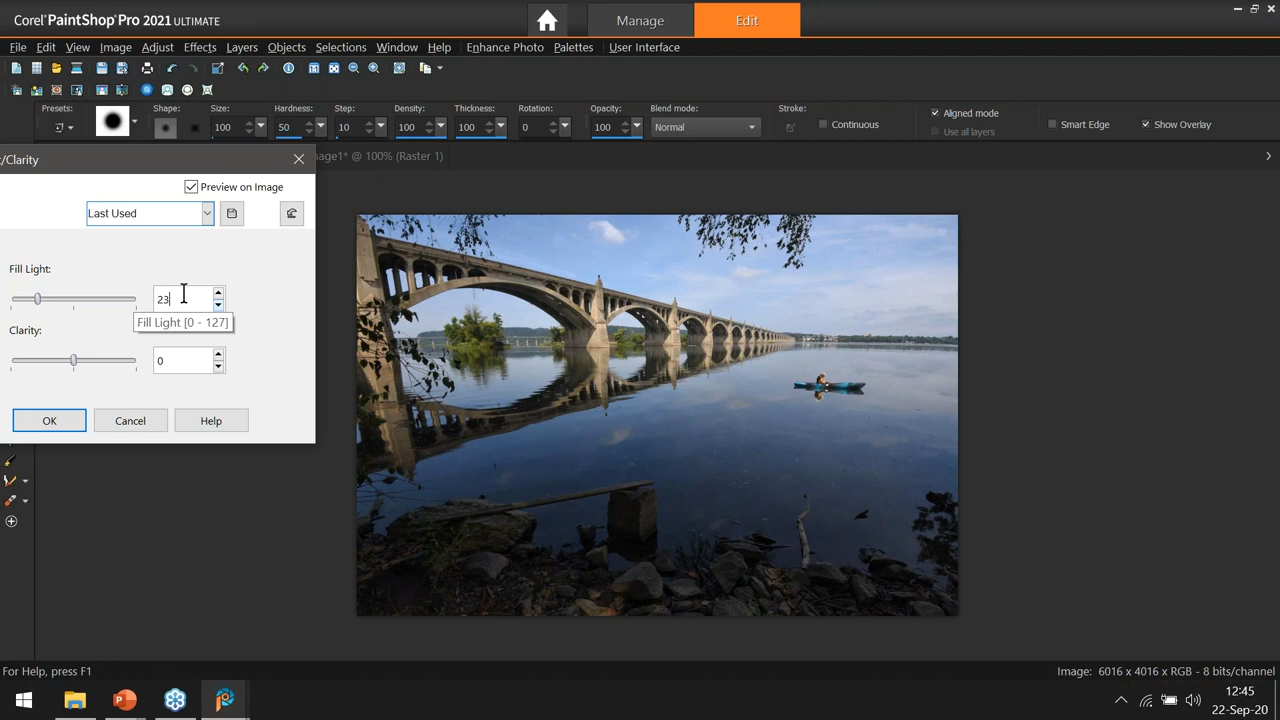 Corel PaintShop Pro 2021 ULTIMATE
Manage
Edit
File Edit View Image Adjust Effects Layers Objects Selections Window Help Enhance Photo Palettes User Interface
Presets: Shape: Size: Hardness: Step: Density: Thickness: Rotation: Opacity: Blend mode: Stroke:
100 50 10 100 100 0 100 Normal Continuous Aligned mode Use all layers Smart Edge Show Overlay
/Clarity
mage1* @ 100% (Raster 1)
Preview on Image
Last Used
Fill Light:
23
Fill Light [0 - 127]
Clarity:
0
OK Cancel Help
For Help, press F1
Image: 6016 x 4016 x RGB - 8 bits/channel
12:45
22-Sep-20